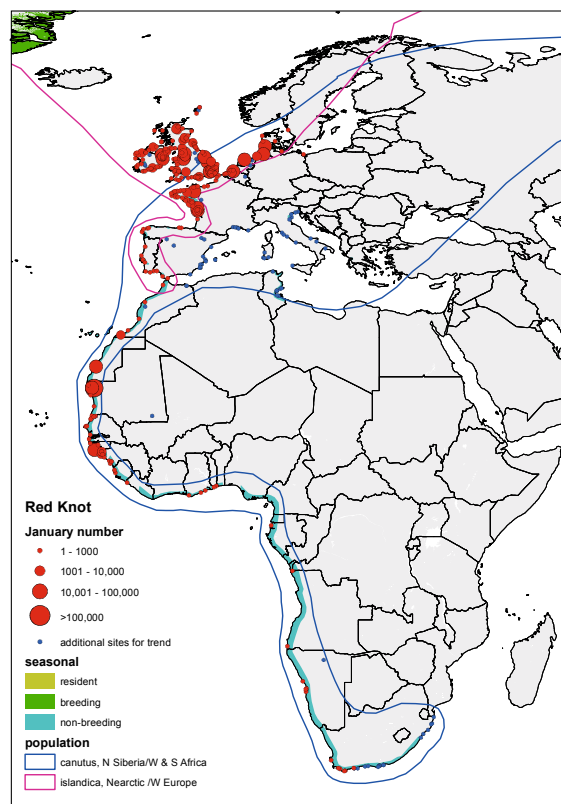 Red Knot
January number
1 - 1000
1001 - 10,000
10,001 - 100,000
>100,000
additional sites for trend
seasonal
resident
breeding
non-breeding
population
canutus, N Siberia/W & S Africa
islandica, Nearctic /W Europe